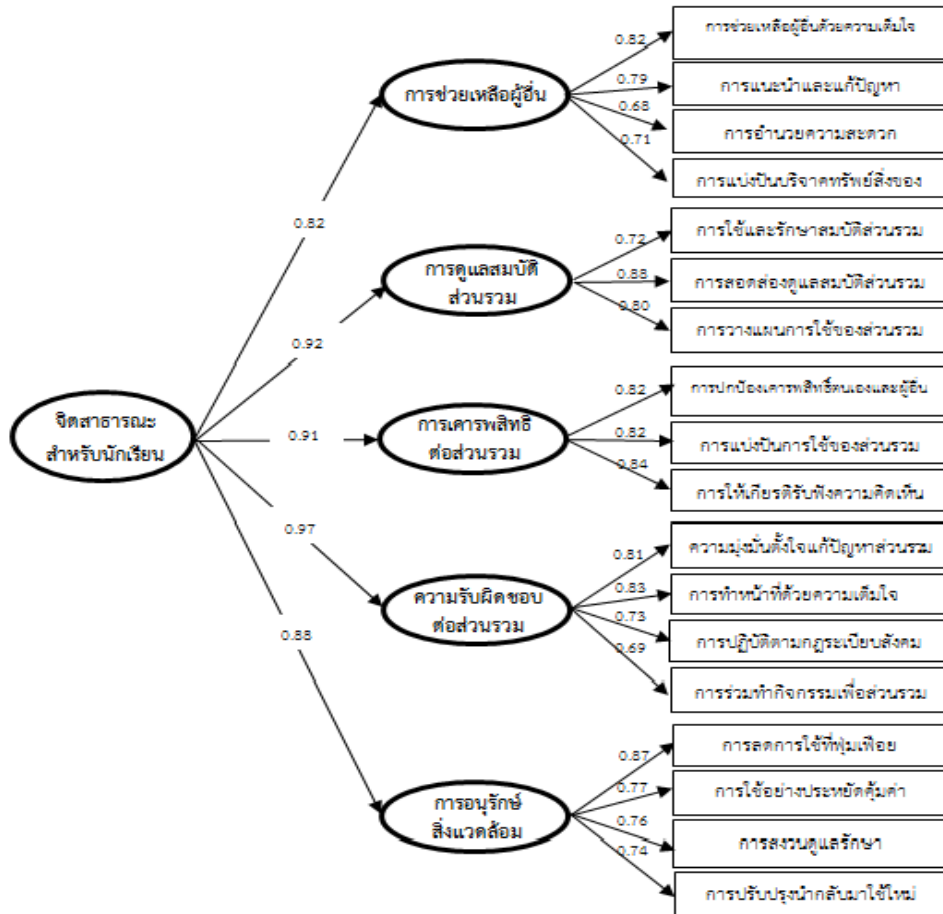 จิตสาธารณะ
สำหรับนักเรียน
0.82
0.92
0.91
0.97
0.88
การช่วยเหลือผู้อื่น
0.82
0.79
0.68
0.71
การช่วยเหลือผู้อื่นด้วยความเต็มใจ
การแนะนำและแก้ปัญหา
การอำนวยความสะดวก
การแบ่งปันบริจาคทรัพย์สิ่งของ
การดูแลสมบัติ
ส่วนรวม
0.72
0.88
0.80
การใช้และรักษาสมบัติส่วนรวม
การสอดส่องดูแลสมบัติส่วนรวม
การวางแผนการใช้ของส่วนรวม
การเคารพสิทธิ
ต่อส่วนรวม
0.82
0.82
0.84
การปกป้องเคารพสิทธิ์ตนเองและผู้อื่น
การแบ่งปันการใช้ของส่วนรวม
การให้เกียรติรับฟังความคิดเห็น
ความรับผิดชอบ
ต่อส่วนรวม
0.81
0.83
0.73
0.69
ความมุ่งมั่นตั้งใจแก้ปัญหาส่วนรวม
การทำหน้าที่ด้วยความเต็มใจ
การปฏิบัติตามกฎระเบียบสังคม
การร่วมทำกิจกรรมเพื่อส่วนรวม
การอนุรักษ์
สิ่งแวดล้อม
0.87
0.77
0.76
0.74
การลดการใช้ที่ฟุ่มเฟือย
การใช้อย่างประหยัดคุ้มค่า
การสงวนดูแลรักษา
การปรับปรุงนำกลับมาใช้ใหม่